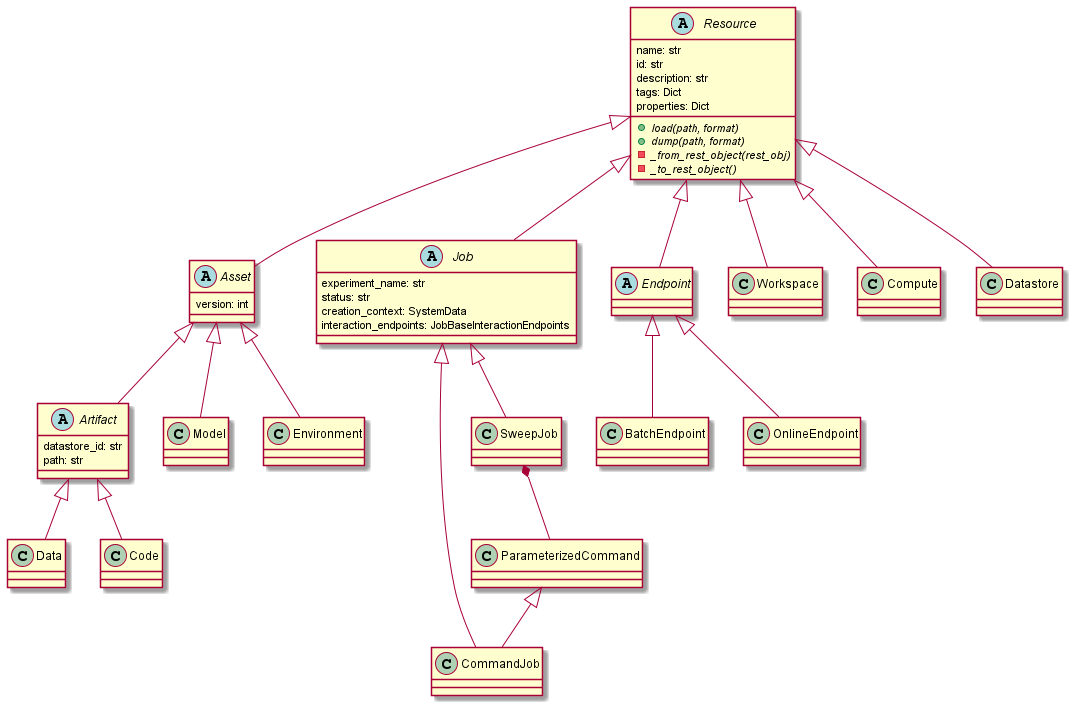 A Resource
name: str
id: str
description: str
tags: Dict
properties: Dict
load(path, format)
dump(path, format)
_from_rest_object(rest_obj)
_to_rest_object()
A Asset
version: int
A Job
experiment_name: str
status: str
creation_context: SystemData
interaction_endpoints: JobBaseInteractionEndpoints
A Endpoint
C Workspace
C Compute
C Datastore
A Artifact
datastore_id: str
path: str
C Model
C Environment
C SweepJob
C BatchEndpoint
C OnlineEndpoint
C Data
C Code
C ParameterizedCommand
C CommandJob